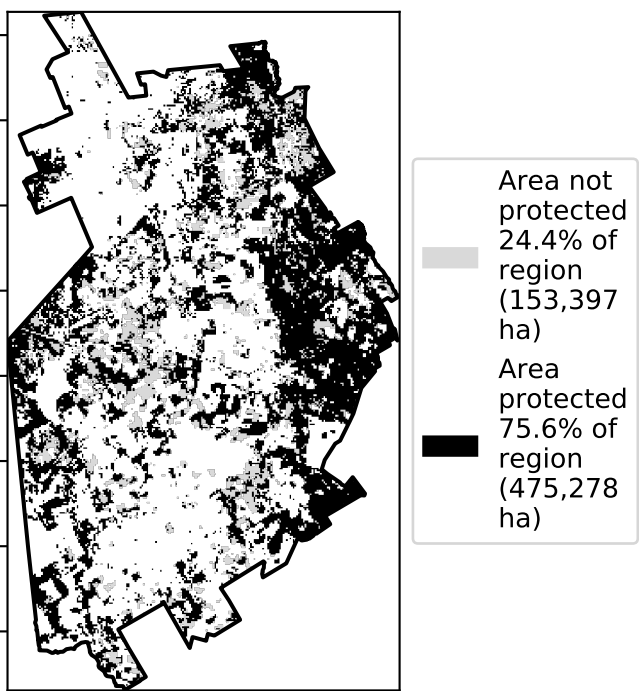 Area not
protected
24.4% of
region
(153,397
ha)
Area
protected
75.6% of
region
(475,278
ha)